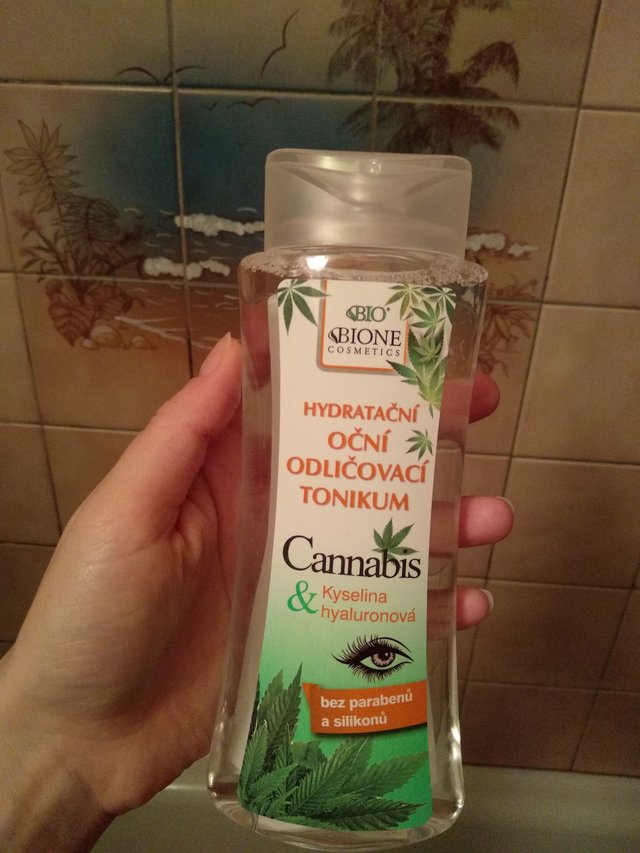 BIO®
BIONE
COSMETICS
HYDRATAČNÍ
OČNÍ
ODLIČOVACÍ
TONIKUM
Cannabis
& Kyselina
hyaluronová
bez parabenů
a silikonů